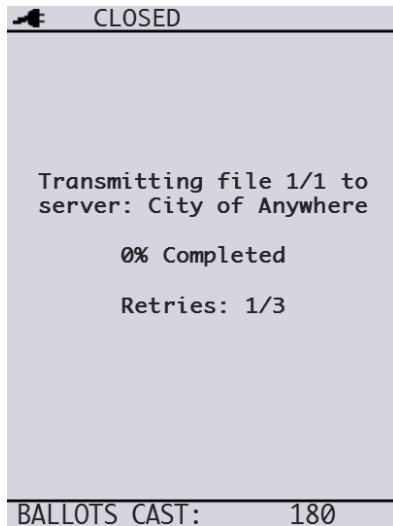 CLOSED
Transmitting file 1/1 to
server: City of Anywhere
0% Completed
Retries: 1/3
BALLOTS CAST: 180